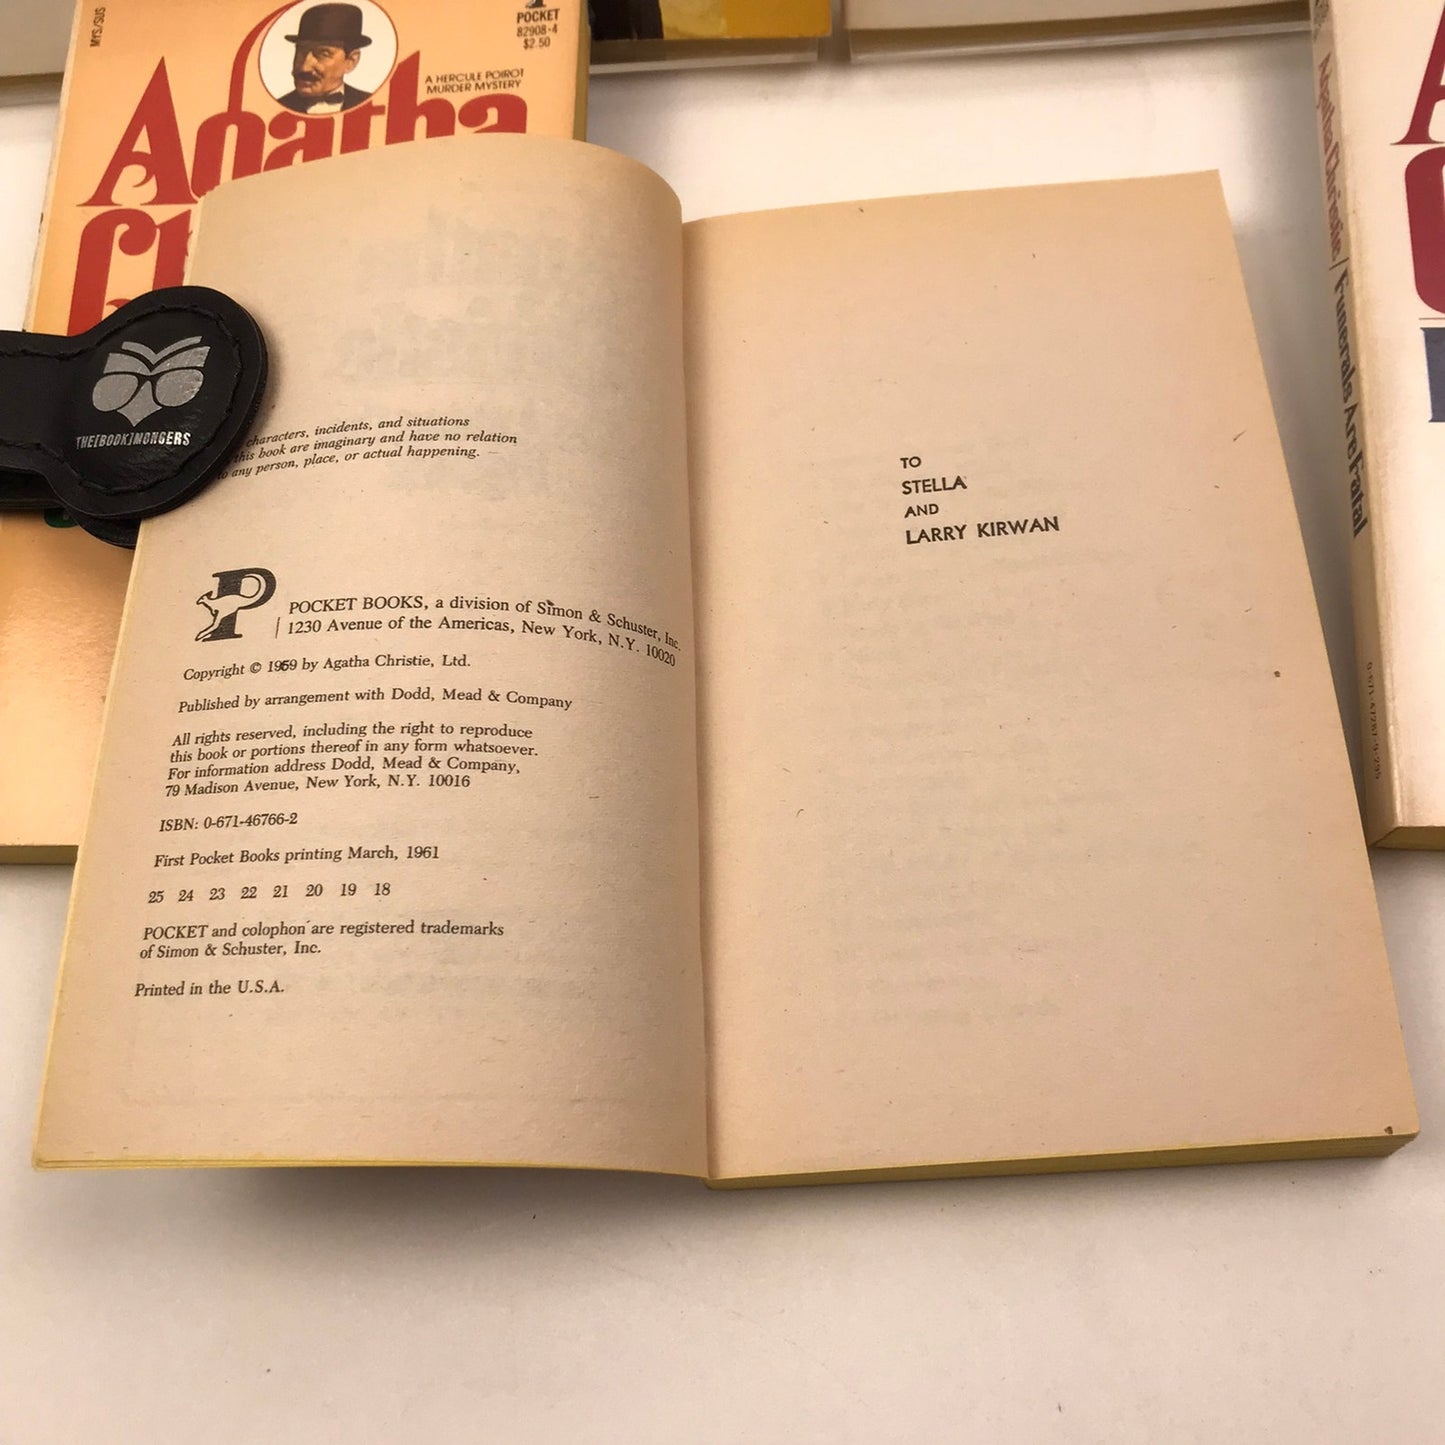 MYS/SUS
POCKET
82908-4
$2.50
A HERCULE POIROT
MURDER MYSTERY
Agatha
THE[BOOK]MONGERS
characters, incidents, and situations
this book are imaginary and have no relation
to any person, place, or actual happening.
P
POCKET BOOKS, a division of Simon & Schuster, Inc.
1230 Avenue of the Americas, New York, N.Y. 10020
Copyright © 1959 by Agatha Christie, Ltd.
Published by arrangement with Dodd, Mead & Company
All rights reserved, including the right to reproduce
this book or portions thereof in any form whatsoever.
For information address Dodd, Mead & Company,
79 Madison Avenue, New York, N.Y. 10016
ISBN: 0-671-46766-2
First Pocket Books printing March, 1961
25 24 23 22 21 20 19 18
POCKET and colophon are registered trademarks
of Simon & Schuster, Inc.
Printed in the U.S.A.
TO
STELLA
AND
LARRY KIRWAN
Agatha Christie/Funerals Are Fatal